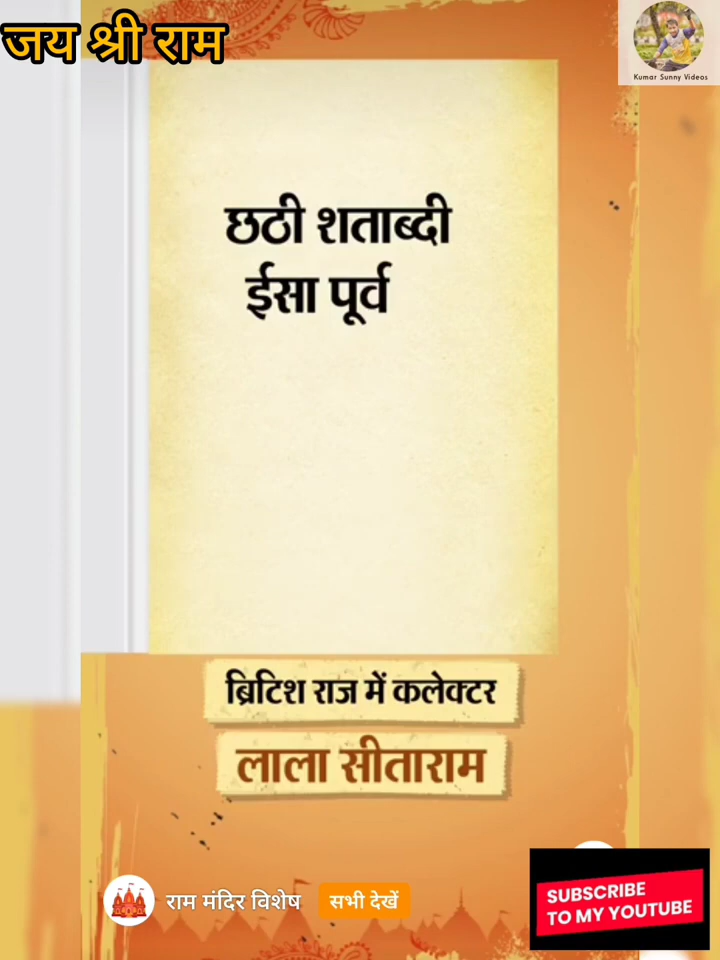 जय श्री राम
Kumar Sunny Videos
छठी शताब्दी
ईसा पूर्व
ब्रिटिश राज में कलेक्टर
लाला सीताराम
राम मंदिर विशेष
सभी देखें
SUBSCRIBE
TO MY YOUTUBE